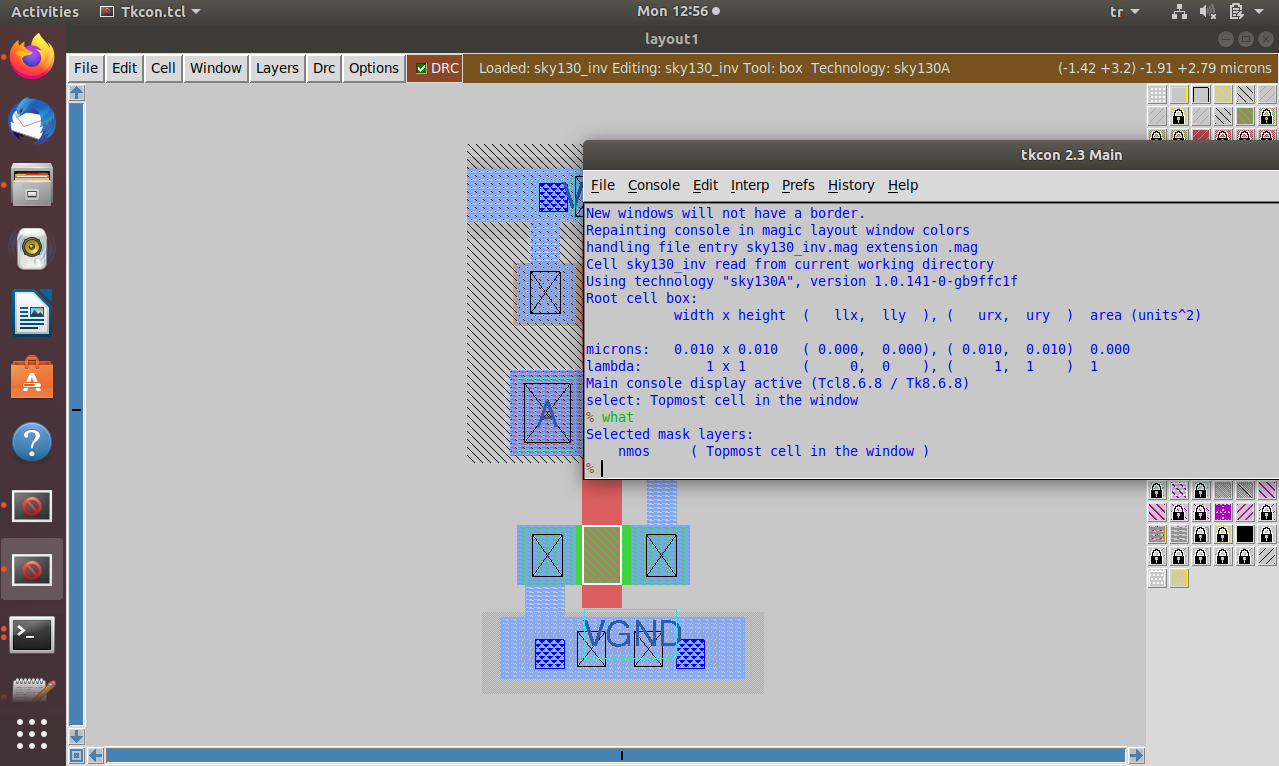 Activities Tkcon.tcl Mon 12:56 tr
layout1
File Edit Cell Window Layers Drc Options DRC Loaded: sky130_inv Editing: sky130_inv Tool: box Technology: sky130A (-1.42 +3.2) -1.91 +2.79 microns
tkcon 2.3 Main
File Console Edit Interp Prefs History Help
New windows will not have a border.
Repainting console in magic layout window colors
handling file entry sky130_inv.mag extension .mag
Cell sky130_inv read from current working directory
Using technology "sky130A", version 1.0.141-0-gb9ffc1f
Root cell box:
width x height ( llx, lly ), ( urx, ury ) area (units^2)
microns: 0.010 x 0.010 ( 0.000, 0.000), ( 0.010, 0.010) 0.000
lambda: 1 x 1 ( 0, 0 ), ( 1, 1 ) 1
Main console display active (Tcl8.6.8 / Tk8.6.8)
select: Topmost cell in the window
% what
Selected mask layers:
nmos ( Topmost cell in the window )
%
A
VGND